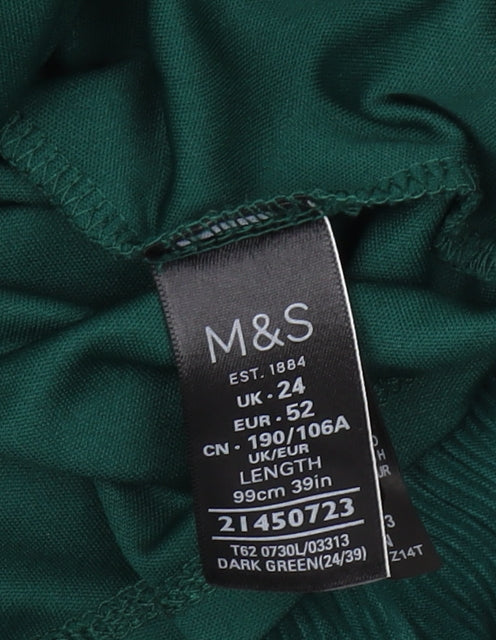 M&S
EST. 1884
UK · 24
EUR · 52
CN · 190/106A
UK/EUR
LENGTH
99cm 39in
21450723
T62 0730L/03313
DARK GREEN(24/39)
Z14T